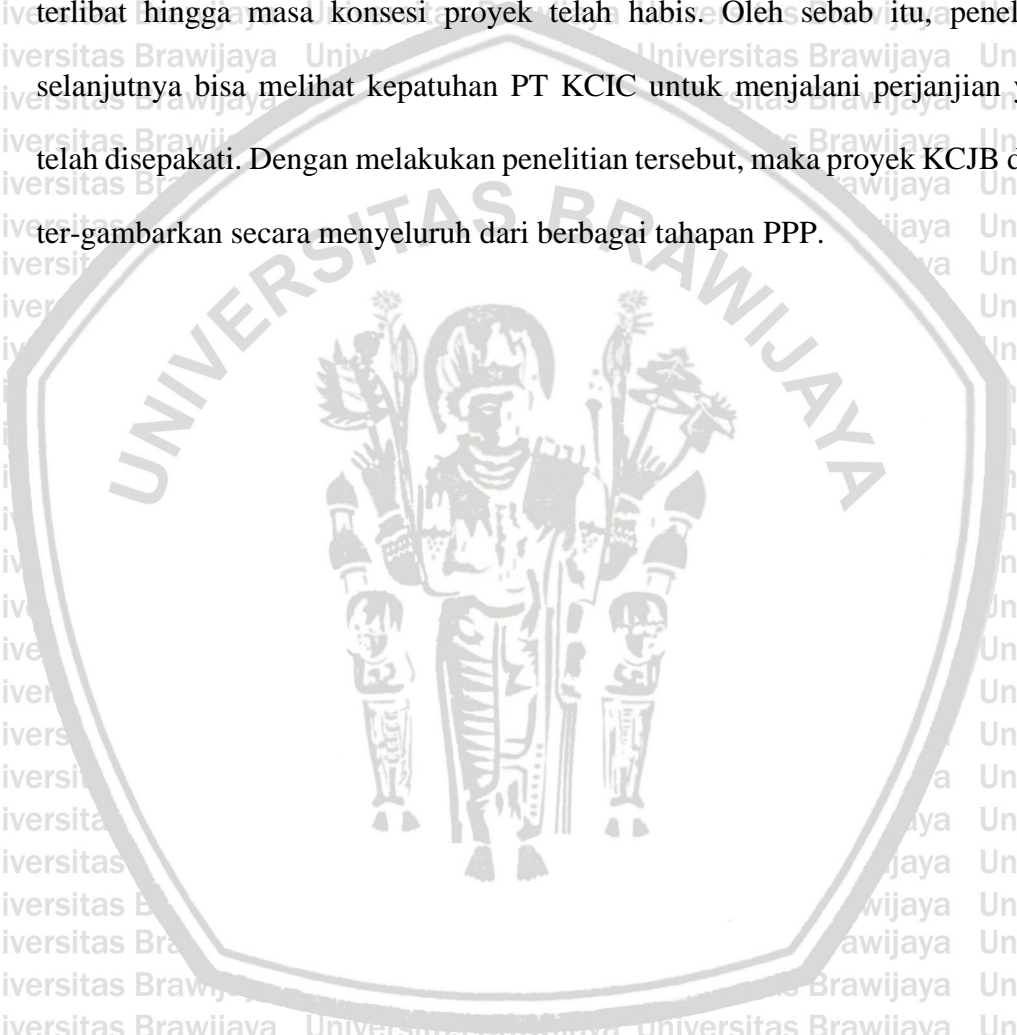 terlibat hingga masa konsesi proyek telah habis. Oleh sebab itu, penel
selanjutnya bisa melihat kepatuhan PT KCIC untuk menjalani perjanjian y
telah disepakati. Dengan melakukan penelitian tersebut, maka proyek KCJB d
ter-gambarkan secara menyeluruh dari berbagai tahapan PPP.
UNIVERSITAS BRAWIJAYA